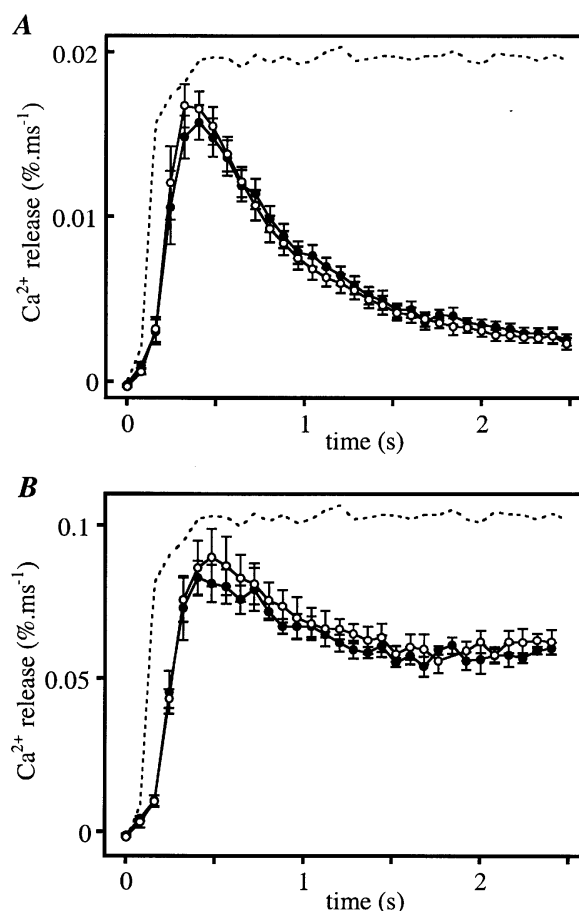 A
0.02
0.01
0
Ca²⁺ release (%.ms⁻¹)
0 1 2
time (s)
B
0.1
0.05
0
Ca²⁺ release (%.ms⁻¹)
0 1 2
time (s)